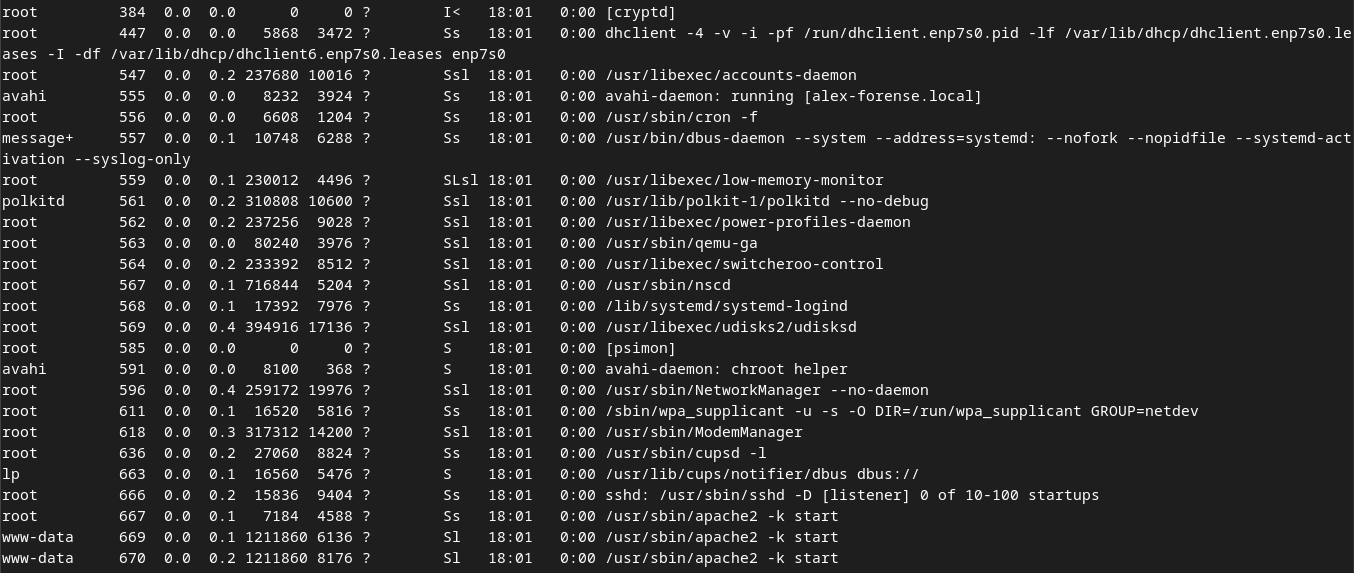 root         384  0.0  0.0      0     0 ?        I<   18:01   0:00 [cryptd]
root         447  0.0  0.0   5868  3472 ?        Ss   18:01   0:00 dhclient -4 -v -i -pf /run/dhclient.enp7s0.pid -lf /var/lib/dhcp/dhclient.enp7s0.le
ases -I -df /var/lib/dhcp/dhclient6.enp7s0.leases enp7s0
root         547  0.0  0.2 237680 10016 ?        Ssl  18:01   0:00 /usr/libexec/accounts-daemon
avahi        555  0.0  0.0   8232  3924 ?        Ss   18:01   0:00 avahi-daemon: running [alex-forense.local]
root         556  0.0  0.0   6608  1204 ?        Ss   18:01   0:00 /usr/sbin/cron -f
message+     557  0.0  0.1  10748  6288 ?        Ss   18:01   0:00 /usr/bin/dbus-daemon --system --address=systemd: --nofork --nopidfile --systemd-act
ivation --syslog-only
root         559  0.0  0.1 230012  4496 ?        SLsl 18:01   0:00 /usr/libexec/low-memory-monitor
polkitd      561  0.0  0.2 310808 10600 ?        Ssl  18:01   0:00 /usr/lib/polkit-1/polkitd --no-debug
root         562  0.0  0.2 237256  9028 ?        Ssl  18:01   0:00 /usr/libexec/power-profiles-daemon
root         563  0.0  0.0  80240  3976 ?        Ssl  18:01   0:00 /usr/sbin/qemu-ga
root         564  0.0  0.2 233392  8512 ?        Ssl  18:01   0:00 /usr/libexec/switcheroo-control
root         567  0.0  0.1 716844  5204 ?        Ssl  18:01   0:00 /usr/sbin/nscd
root         568  0.0  0.1  17392  7976 ?        Ss   18:01   0:00 /lib/systemd/systemd-logind
root         569  0.0  0.4 394916 17136 ?        Ssl  18:01   0:00 /usr/libexec/udisks2/udisksd
root         585  0.0  0.0      0     0 ?        S    18:01   0:00 [psimon]
avahi        591  0.0  0.0   8100   368 ?        S    18:01   0:00 avahi-daemon: chroot helper
root         596  0.0  0.4 259172 19976 ?        Ssl  18:01   0:00 /usr/sbin/NetworkManager --no-daemon
root         611  0.0  0.1  16520  5816 ?        Ss   18:01   0:00 /sbin/wpa_supplicant -u -s -O DIR=/run/wpa_supplicant GROUP=netdev
root         618  0.0  0.3 317312 14200 ?        Ssl  18:01   0:00 /usr/sbin/ModemManager
root         636  0.0  0.2  27060  8824 ?        Ss   18:01   0:00 /usr/sbin/cupsd -l
lp           663  0.0  0.1  16560  5476 ?        S    18:01   0:00 /usr/lib/cups/notifier/dbus dbus://
root         666  0.0  0.2  15836  9404 ?        Ss   18:01   0:00 sshd: /usr/sbin/sshd -D [listener] 0 of 10-100 startups
root         667  0.0  0.1   7184  4588 ?        Ss   18:01   0:00 /usr/sbin/apache2 -k start
www-data     669  0.0  0.1 1211860 6136 ?        Sl   18:01   0:00 /usr/sbin/apache2 -k start
www-data     670  0.0  0.2 1211860 8176 ?        Sl   18:01   0:00 /usr/sbin/apache2 -k start